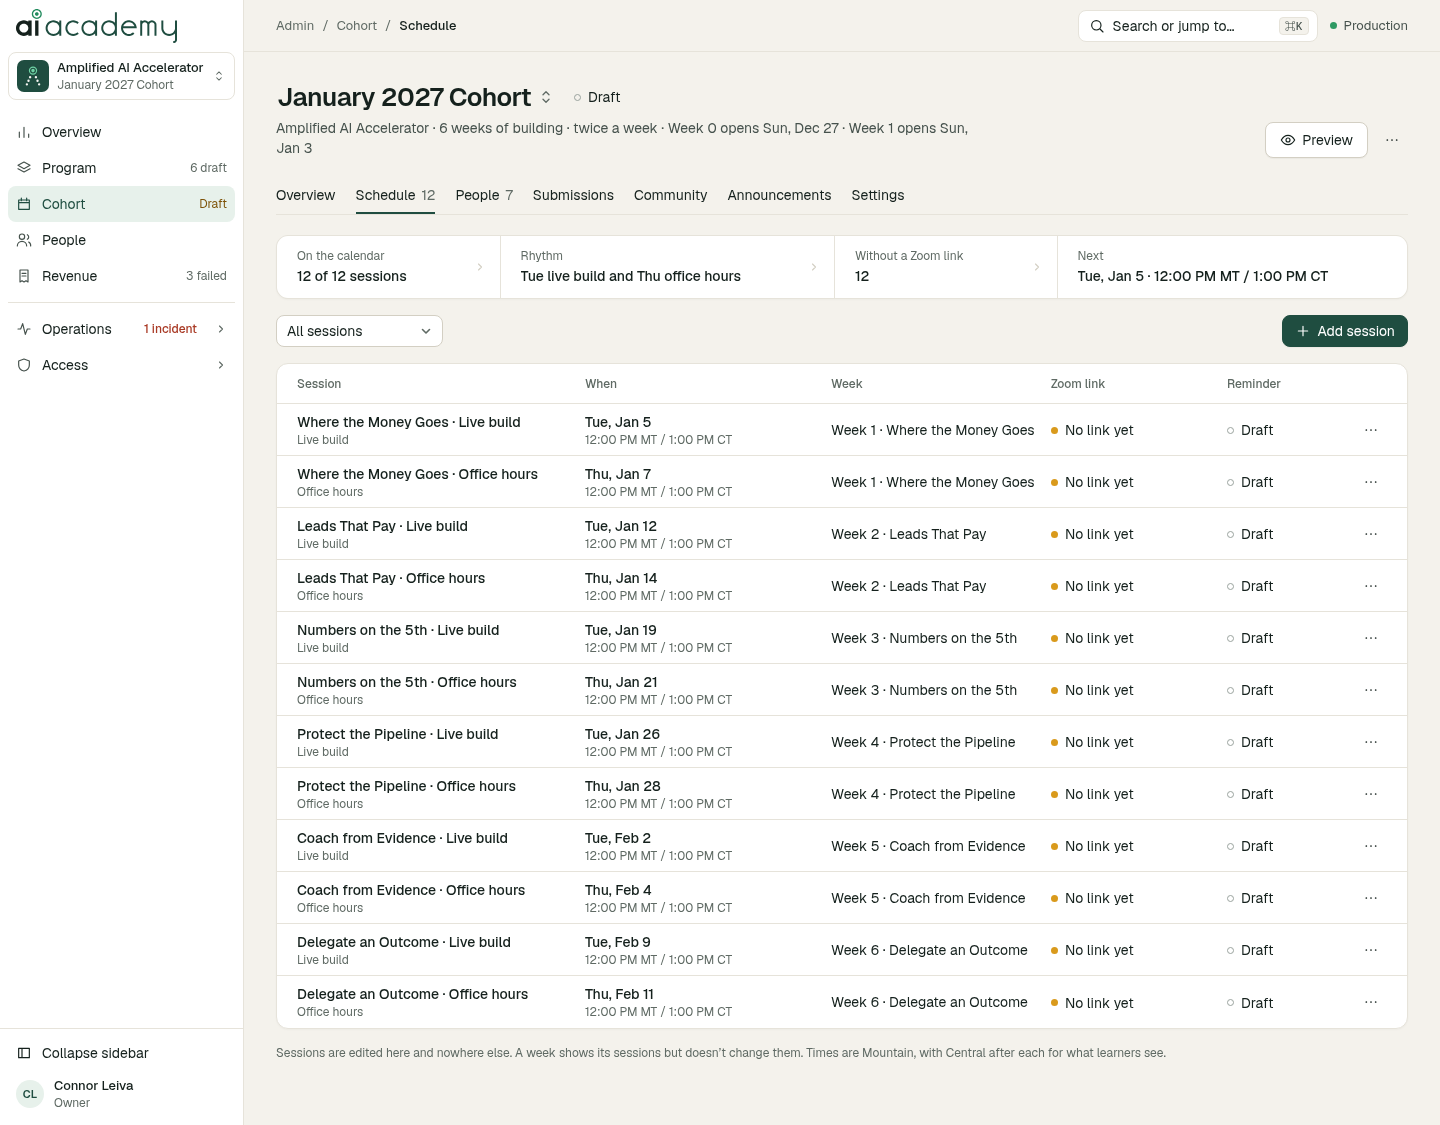 ai academy
Amplified AI Accelerator
January 2027 Cohort
Overview
Program 6 draft
Cohort Draft
People
Revenue 3 failed
Operations 1 incident
Access
Collapse sidebar
CL
Connor Leiva
Owner
Admin / Cohort / Schedule
Search or jump to… ⌘K
Production
January 2027 Cohort
Draft
Amplified AI Accelerator · 6 weeks of building · twice a week · Week 0 opens Sun, Dec 27 · Week 1 opens Sun,
Jan 3
Preview
Overview Schedule 12 People 7 Submissions Community Announcements Settings
On the calendar
12 of 12 sessions
Rhythm
Tue live build and Thu office hours
Without a Zoom link
12
Next
Tue, Jan 5 · 12:00 PM MT / 1:00 PM CT
All sessions
Add session
Session When Week Zoom link Reminder
Where the Money Goes · Live build Tue, Jan 5 Week 1 · Where the Money Goes No link yet Draft
Live build 12:00 PM MT / 1:00 PM CT
Where the Money Goes · Office hours Thu, Jan 7 Week 1 · Where the Money Goes No link yet Draft
Office hours 12:00 PM MT / 1:00 PM CT
Leads That Pay · Live build Tue, Jan 12 Week 2 · Leads That Pay No link yet Draft
Live build 12:00 PM MT / 1:00 PM CT
Leads That Pay · Office hours Thu, Jan 14 Week 2 · Leads That Pay No link yet Draft
Office hours 12:00 PM MT / 1:00 PM CT
Numbers on the 5th · Live build Tue, Jan 19 Week 3 · Numbers on the 5th No link yet Draft
Live build 12:00 PM MT / 1:00 PM CT
Numbers on the 5th · Office hours Thu, Jan 21 Week 3 · Numbers on the 5th No link yet Draft
Office hours 12:00 PM MT / 1:00 PM CT
Protect the Pipeline · Live build Tue, Jan 26 Week 4 · Protect the Pipeline No link yet Draft
Live build 12:00 PM MT / 1:00 PM CT
Protect the Pipeline · Office hours Thu, Jan 28 Week 4 · Protect the Pipeline No link yet Draft
Office hours 12:00 PM MT / 1:00 PM CT
Coach from Evidence · Live build Tue, Feb 2 Week 5 · Coach from Evidence No link yet Draft
Live build 12:00 PM MT / 1:00 PM CT
Coach from Evidence · Office hours Thu, Feb 4 Week 5 · Coach from Evidence No link yet Draft
Office hours 12:00 PM MT / 1:00 PM CT
Delegate an Outcome · Live build Tue, Feb 9 Week 6 · Delegate an Outcome No link yet Draft
Live build 12:00 PM MT / 1:00 PM CT
Delegate an Outcome · Office hours Thu, Feb 11 Week 6 · Delegate an Outcome No link yet Draft
Office hours 12:00 PM MT / 1:00 PM CT
Sessions are edited here and nowhere else. A week shows its sessions but doesn't change them. Times are Mountain, with Central after each for what learners see.